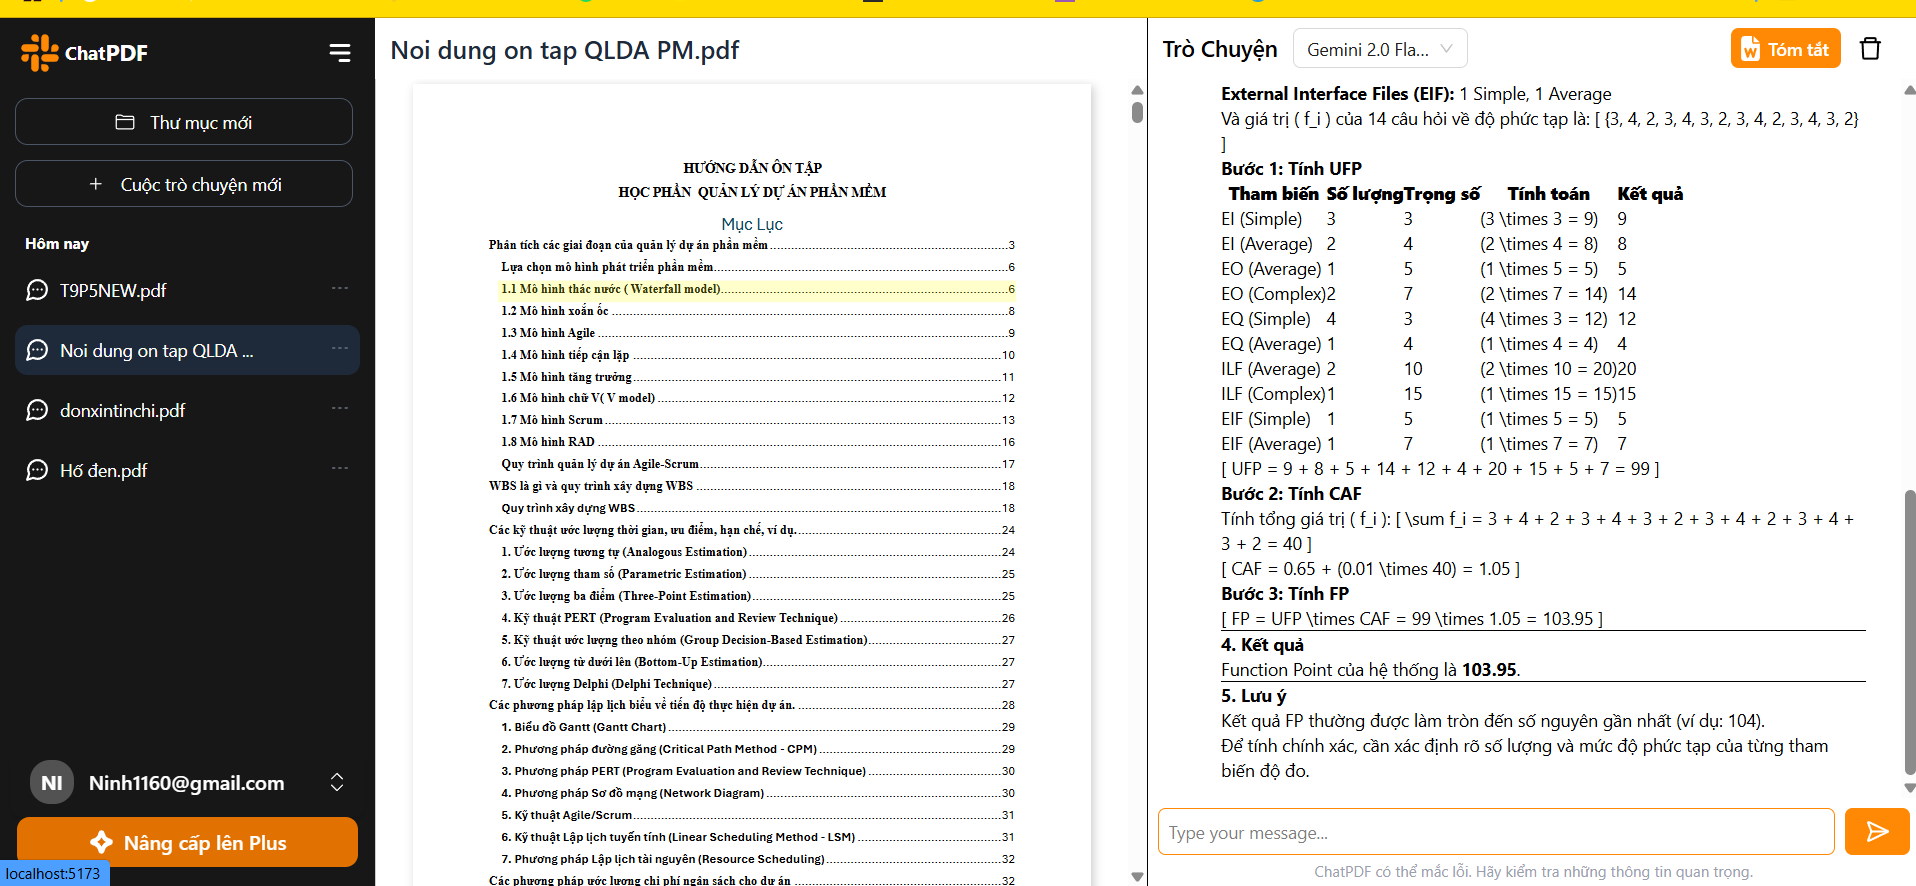 ChatPDF
Thư mục mới
+ Cuộc trò chuyện mới
Hôm nay
T9P5NEW.pdf ...
Noi dung on tap QLDA ... ...
donxintinchi.pdf ...
Hố đen.pdf ...
NI Ninh1160@gmail.com
Nâng cấp lên Plus
localhost:5173
Noi dung on tap QLDA PM.pdf
HƯỚNG DẪN ÔN TẬP
HỌC PHẦN QUẢN LÝ DỰ ÁN PHẦN MỀM
Mục Lục
Phân tích các giai đoạn của quản lý dự án phần mềm 3
Lựa chọn mô hình phát triển phần mềm 6
1.1 Mô hình thác nước ( Waterfall model) 6
1.2 Mô hình xoắn ốc 8
1.3 Mô hình Agile 9
1.4 Mô hình tiếp cận lặp 10
1.5 Mô hình tăng trưởng 11
1.6 Mô hình chữ V( V model) 12
1.7 Mô hình Scrum 13
1.8 Mô hình RAD 16
Quy trình quản lý dự án Agile-Scrum 17
WBS là gì và quy trình xây dựng WBS 18
Quy trình xây dựng WBS 18
Các kỹ thuật ước lượng thời gian, ưu điểm, hạn chế, ví dụ. 24
1. Ước lượng tương tự (Analogous Estimation) 24
2. Ước lượng tham số (Parametric Estimation) 25
3. Ước lượng ba điểm (Three-Point Estimation) 25
4. Kỹ thuật PERT (Program Evaluation and Review Technique) 26
5. Kỹ thuật ước lượng theo nhóm (Group Decision-Based Estimation) 27
6. Ước lượng từ dưới lên (Bottom-Up Estimation) 27
7. Ước lượng Delphi (Delphi Technique) 27
Các phương pháp lập lịch biểu về tiến độ thực hiện dự án. 28
1. Biểu đồ Gantt (Gantt Chart) 29
2. Phương pháp đường găng (Critical Path Method - CPM) 29
3. Phương pháp PERT (Program Evaluation and Review Technique) 30
4. Phương pháp Sơ đồ mạng (Network Diagram) 30
5. Kỹ thuật Agile/Scrum 31
6. Kỹ thuật Lập lịch tuyến tính (Linear Scheduling Method - LSM) 31
7. Phương pháp Lập lịch tài nguyên (Resource Scheduling) 32
Các phương pháp ước lượng chi phí ngân sách cho dự án 32
Trò Chuyện Gemini 2.0 Fla... Tóm tắt
External Interface Files (EIF): 1 Simple, 1 Average
Và giá trị ( f_i ) của 14 câu hỏi về độ phức tạp là: [ {3, 4, 2, 3, 4, 3, 2, 3, 4, 2, 3, 4, 3, 2}
]
Bước 1: Tính UFP
Tham biến Số lượng Trọng số Tính toán Kết quả
EI (Simple) 3 3 (3 \times 3 = 9) 9
EI (Average) 2 4 (2 \times 4 = 8) 8
EO (Average) 1 5 (1 \times 5 = 5) 5
EO (Complex) 2 7 (2 \times 7 = 14) 14
EQ (Simple) 4 3 (4 \times 3 = 12) 12
EQ (Average) 1 4 (1 \times 4 = 4) 4
ILF (Average) 2 10 (2 \times 10 = 20) 20
ILF (Complex) 1 15 (1 \times 15 = 15) 15
EIF (Simple) 1 5 (1 \times 5 = 5) 5
EIF (Average) 1 7 (1 \times 7 = 7) 7
[ UFP = 9 + 8 + 5 + 14 + 12 + 4 + 20 + 15 + 5 + 7 = 99 ]
Bước 2: Tính CAF
Tính tổng giá trị ( f_i ): [ \sum f_i = 3 + 4 + 2 + 3 + 4 + 3 + 2 + 3 + 4 + 2 + 3 + 4 +
3 + 2 = 40 ]
[ CAF = 0.65 + (0.01 \times 40) = 1.05 ]
Bước 3: Tính FP
[ FP = UFP \times CAF = 99 \times 1.05 = 103.95 ]
4. Kết quả
Function Point của hệ thống là 103.95.
5. Lưu ý
Kết quả FP thường được làm tròn đến số nguyên gần nhất (ví dụ: 104).
Để tính chính xác, cần xác định rõ số lượng và mức độ phức tạp của từng tham
biến độ đo.
Type your message...
ChatPDF có thể mắc lỗi. Hãy kiểm tra những thông tin quan trọng.